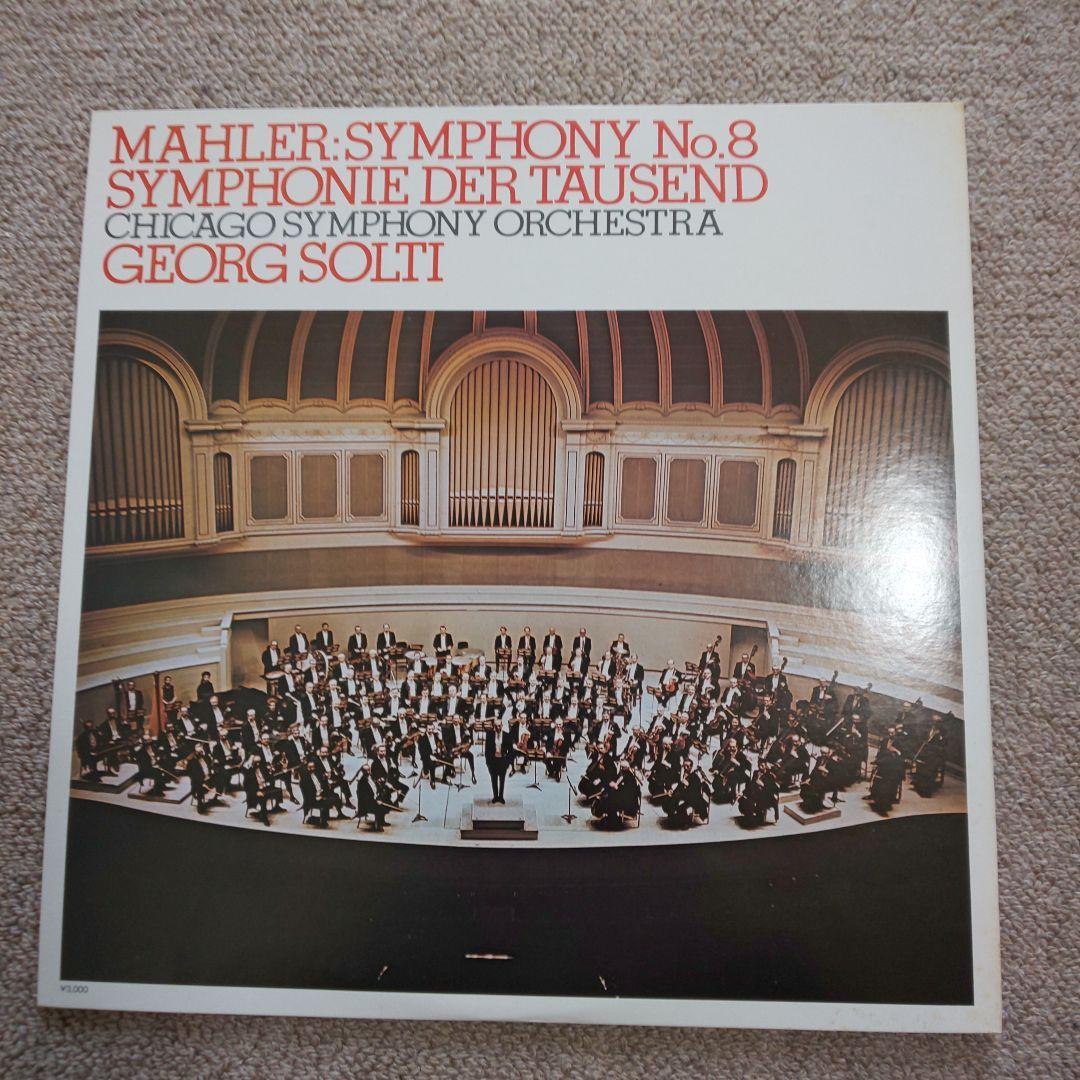 MAHLER: SYMPHONY No.8
SYMPHONIE DER TAUSEND
CHICAGO SYMPHONY ORCHESTRA
GEORG SOLTI
¥3,000